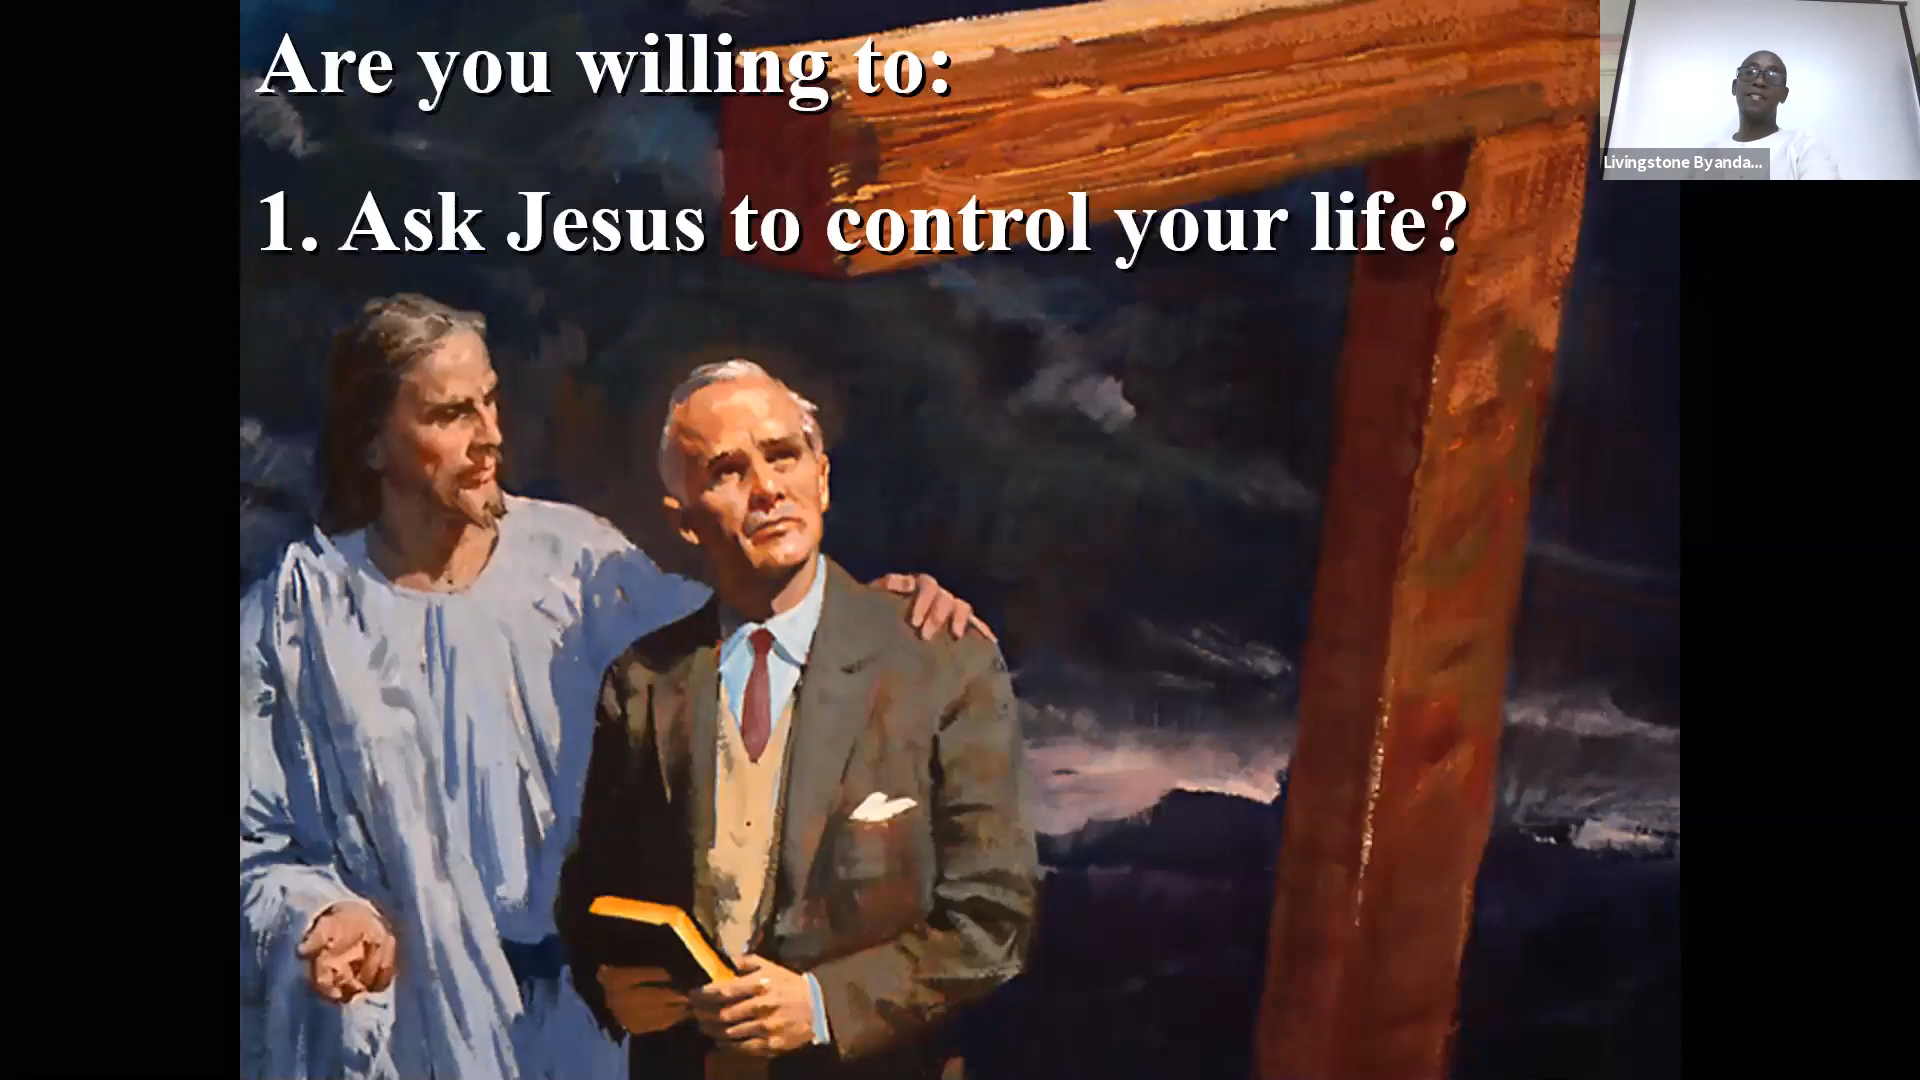 Are you willing to:
1. Ask Jesus to control your life?
Livingstone Byanda...